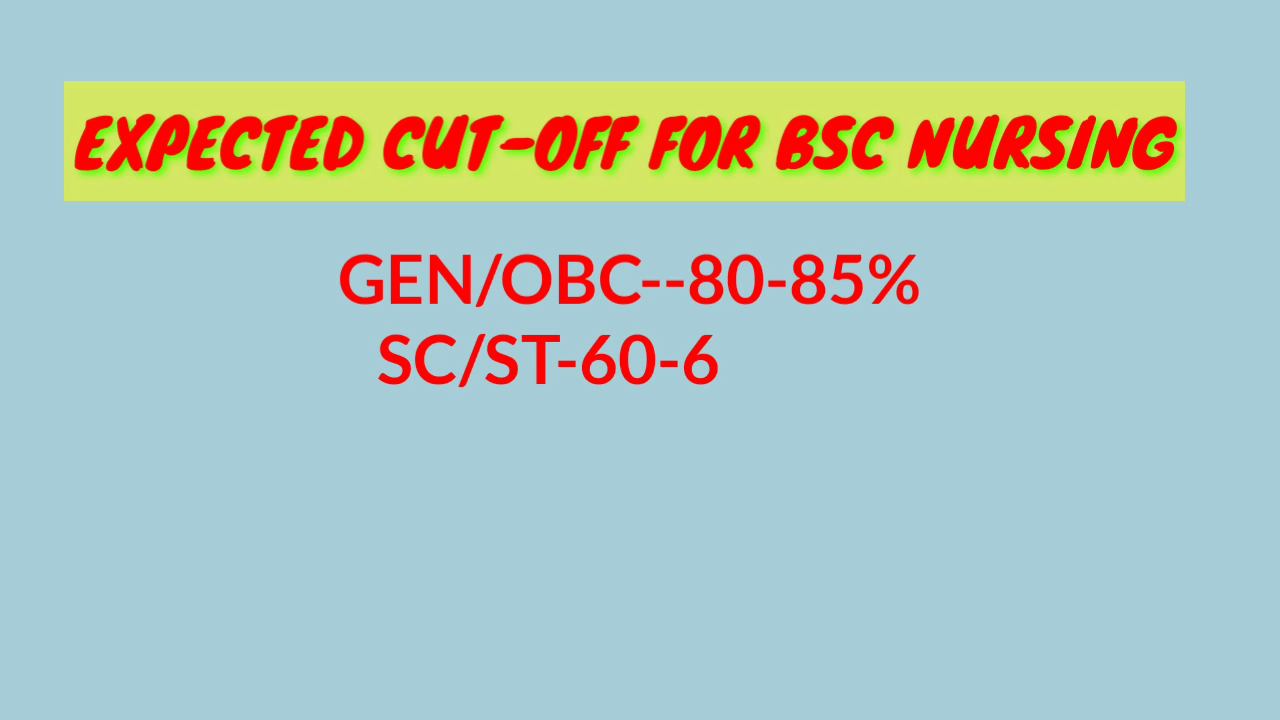 EXPECTED CUT-OFF FOR BSC NURSING
GEN/OBC--80-85%
SC/ST-60-6